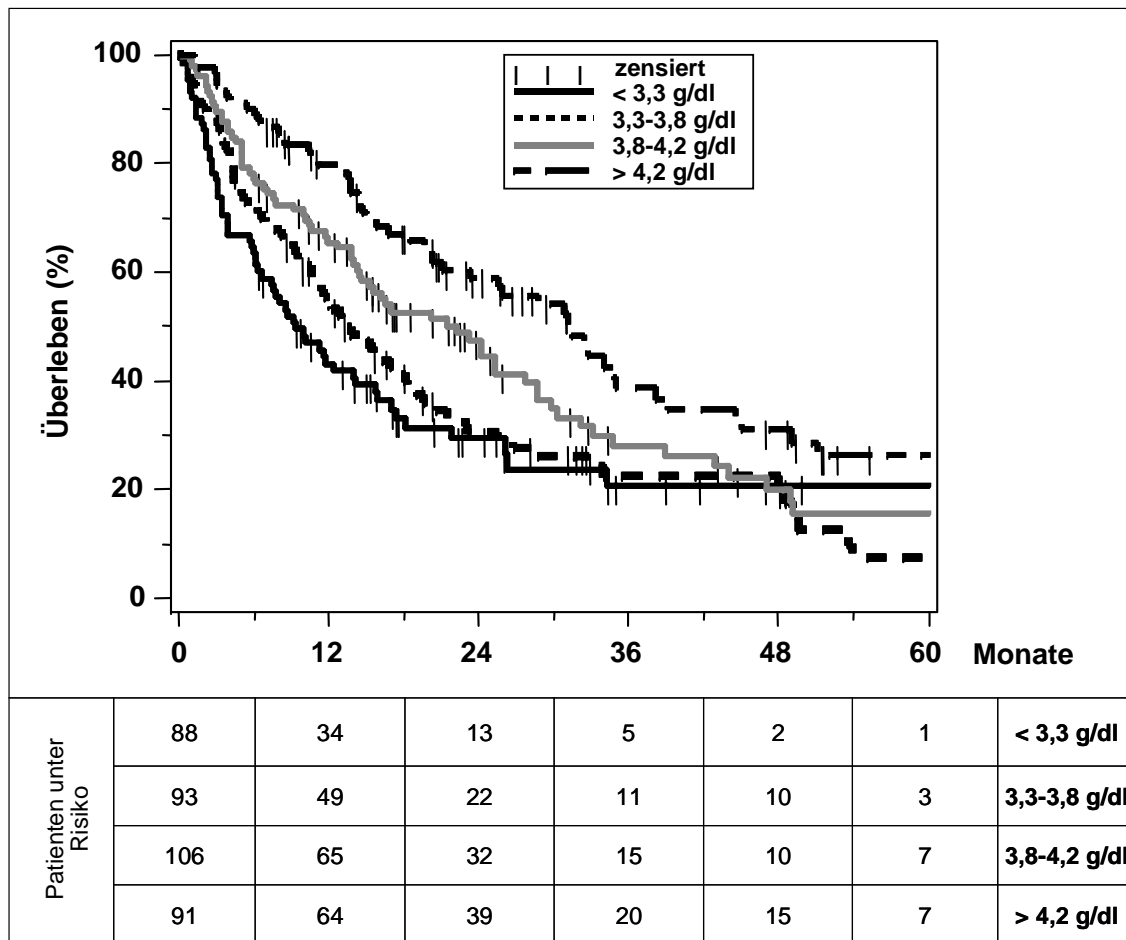 100
80
60
40
20
0
Überleben (%)
zensiert
< 3,3 g/dl
3,3-3,8 g/dl
3,8-4,2 g/dl
> 4,2 g/dl
0 12 24 36 48 60 Monate
Patienten unter
Risiko
88 34 13 5 2 1 < 3,3 g/dl
93 49 22 11 10 3 3,3-3,8 g/dl
106 65 32 15 10 7 3,8-4,2 g/dl
91 64 39 20 15 7 > 4,2 g/dl